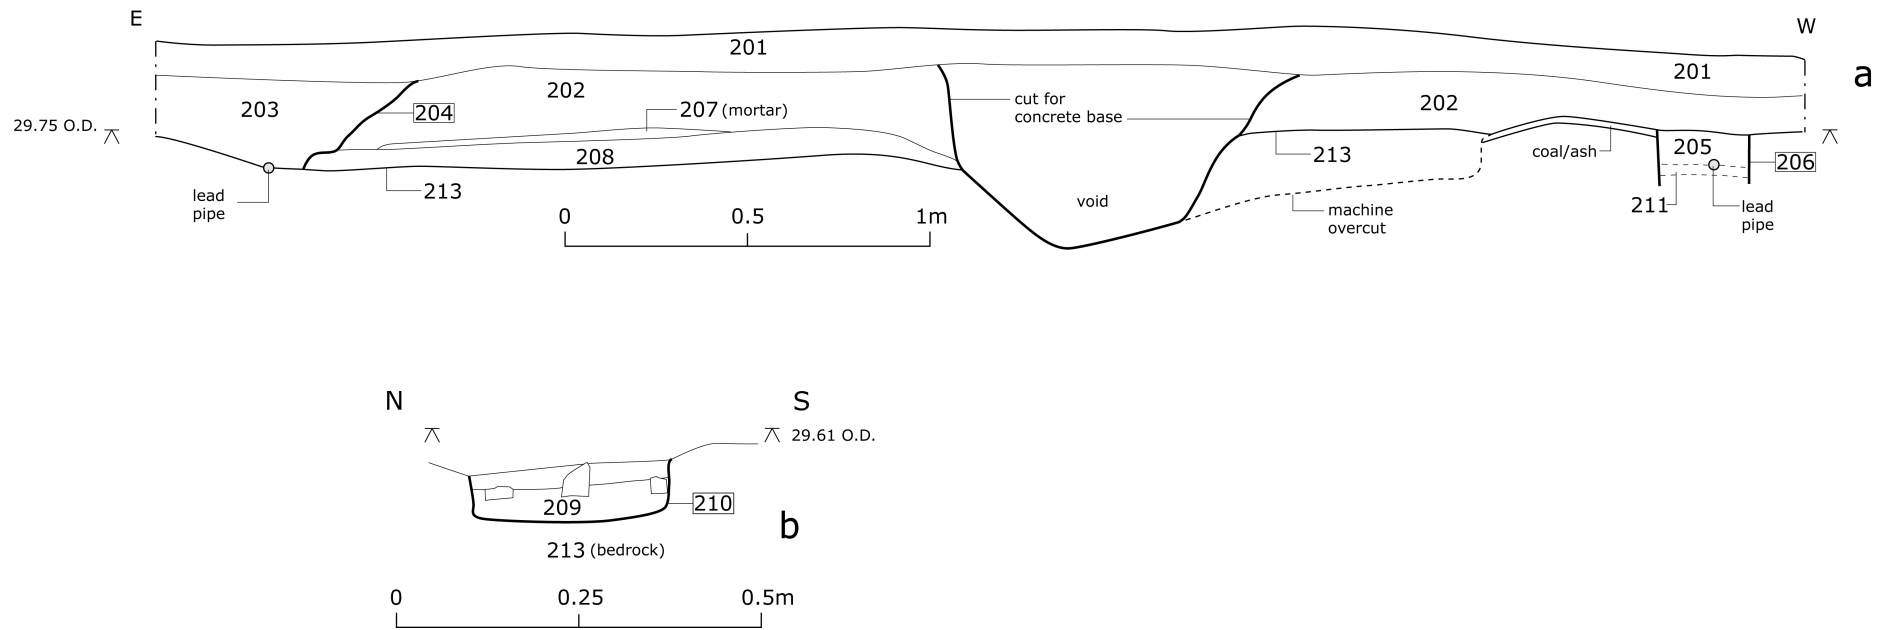 E
W
201
201
a
203
202
202
204
207 (mortar)
cut for
concrete base
29.75 O.D.
208
213
coal/ash
205
206
lead
pipe
213
void
211
lead
pipe
machine
overcut
0
0.5
1m
N
S
29.61 O.D.
209
210
b
213 (bedrock)
0
0.25
0.5m